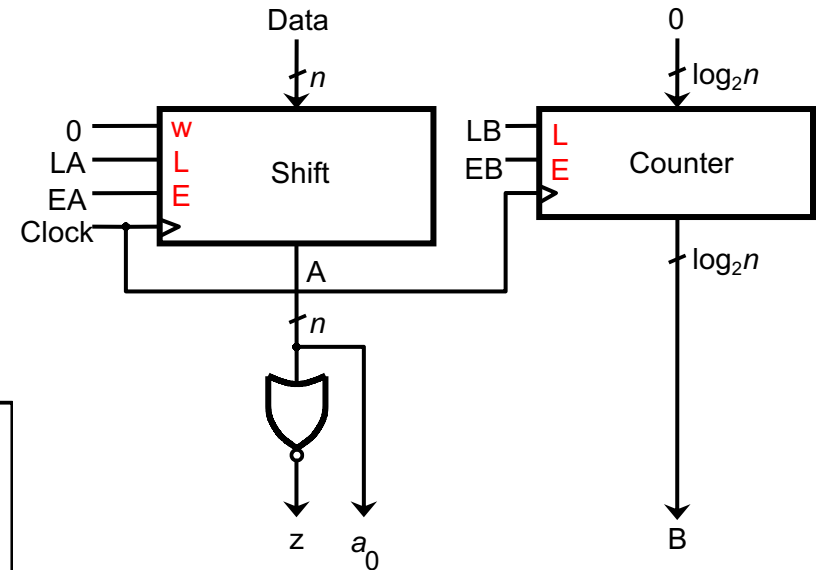 Data
0
n
log2n
0
w
LA
L
Shift
EA
E
Clock
LB
L
EB
E
Counter
A
log2n
n
z
a0
B